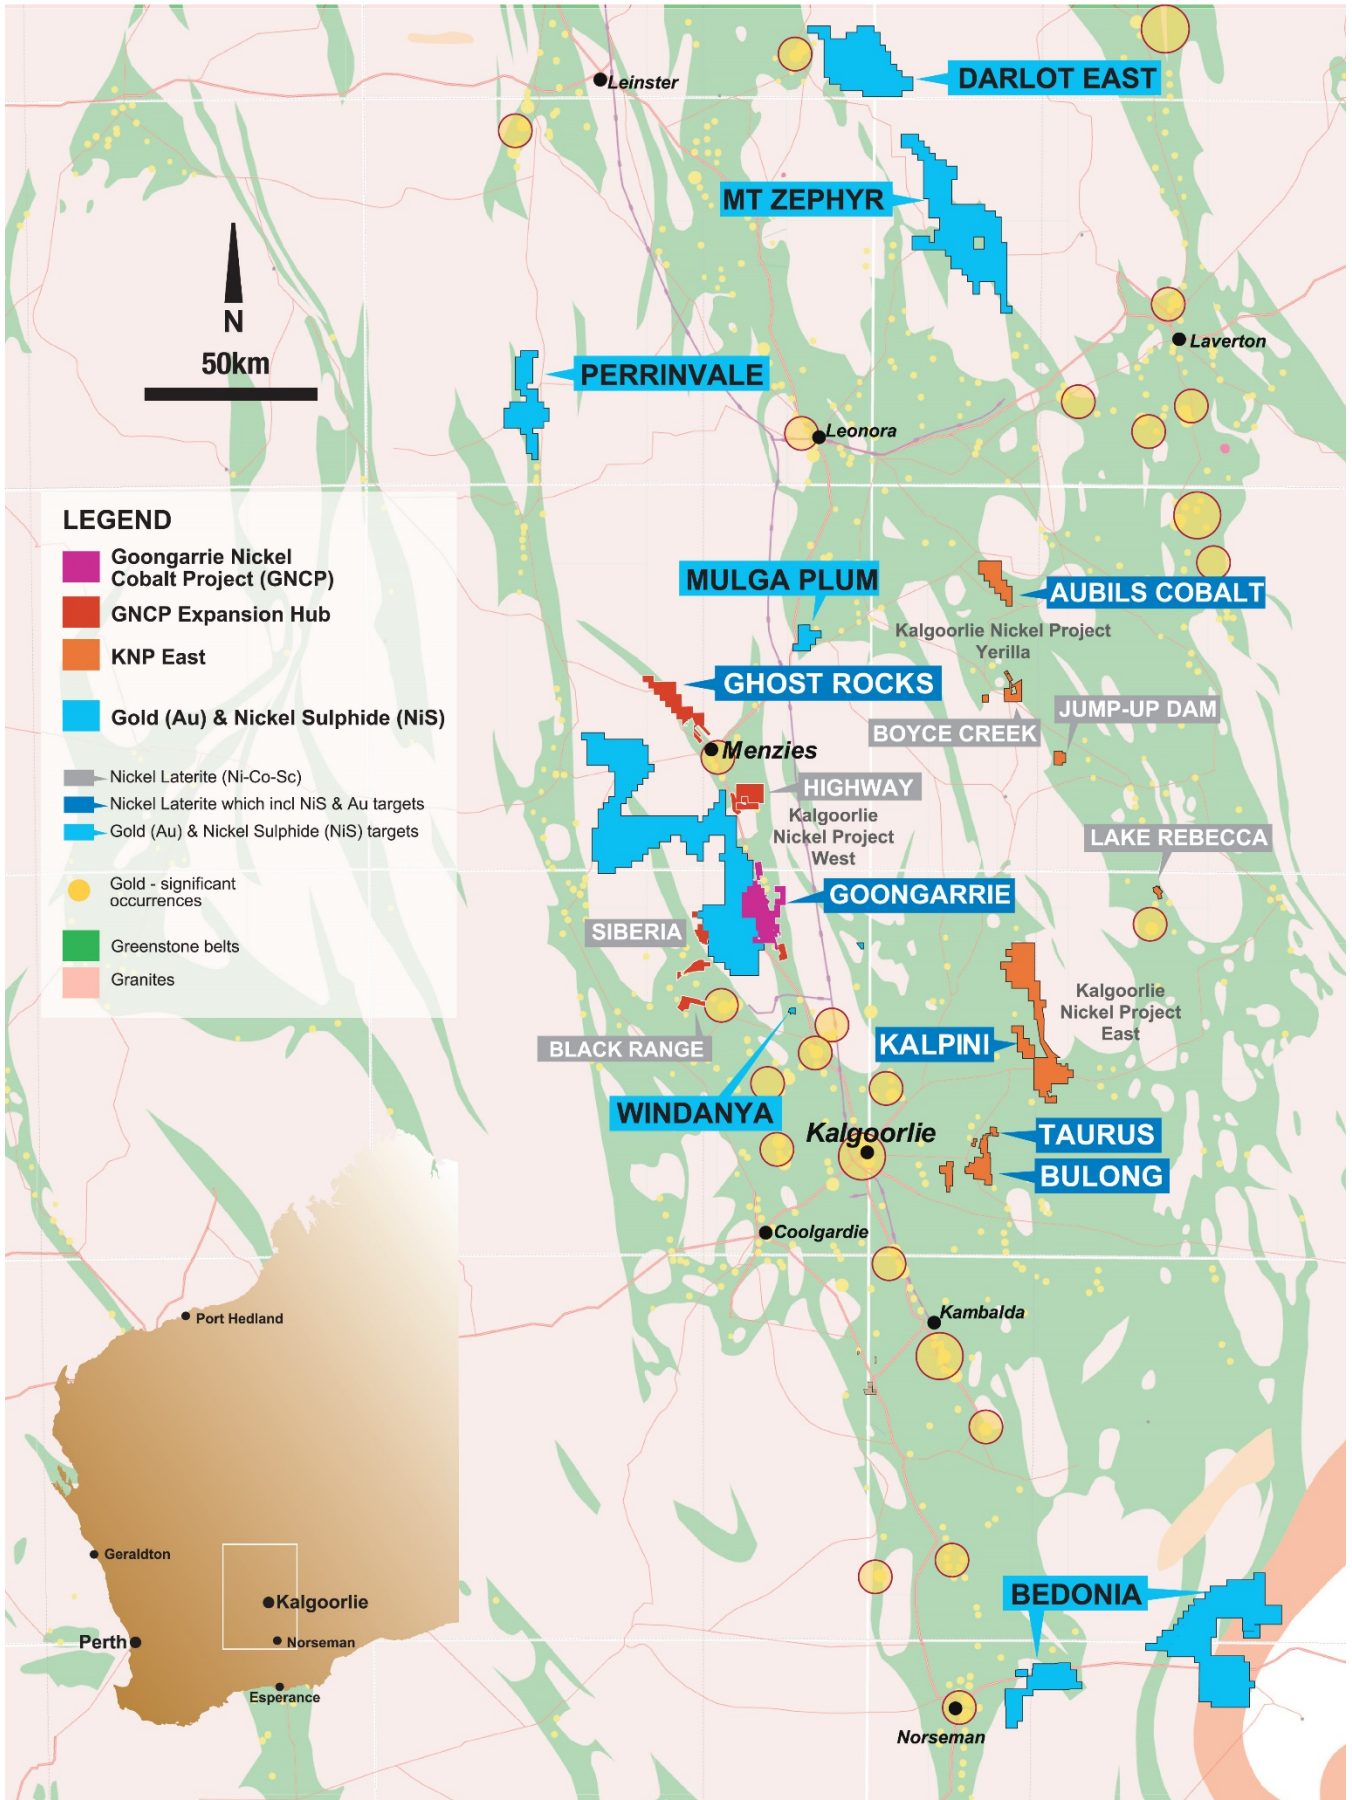 Leinster
DARLOT EAST
MT ZEPHYR
N
50km
Laverton
PERRINVALE
Leonora
LEGEND
Goongarrie Nickel
Cobalt Project (GNCP)
GNCP Expansion Hub
KNP East
Gold (Au) & Nickel Sulphide (NiS)
Nickel Laterite (Ni-Co-Sc)
Nickel Laterite which incl NiS & Au targets
Gold (Au) & Nickel Sulphide (NiS) targets
Gold - significant
occurrences
Greenstone belts
Granites
MULGA PLUM
AUBILS COBALT
Kalgoorlie Nickel Project
Yerilla
GHOST ROCKS
JUMP-UP DAM
BOYCE CREEK
Menzies
HIGHWAY
Kalgoorlie
Nickel Project
West
LAKE REBECCA
GOONGARRIE
SIBERIA
Kalgoorlie
Nickel Project
East
KALPINI
BLACK RANGE
WINDANYA
Kalgoorlie
TAURUS
BULONG
Coolgardie
Kambalda
Port Hedland
Geraldton
Kalgoorlie
Perth
Norseman
Esperance
BEDONIA
Norseman